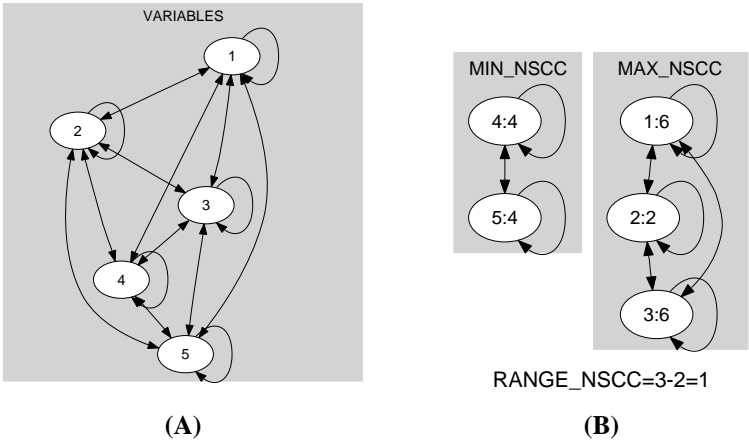 VARIABLES
1
2
3
4
5
(A)
MIN_NSCC
4:4
5:4
MAX_NSCC
1:6
2:2
3:6
RANGE_NSCC=3-2=1
(B)